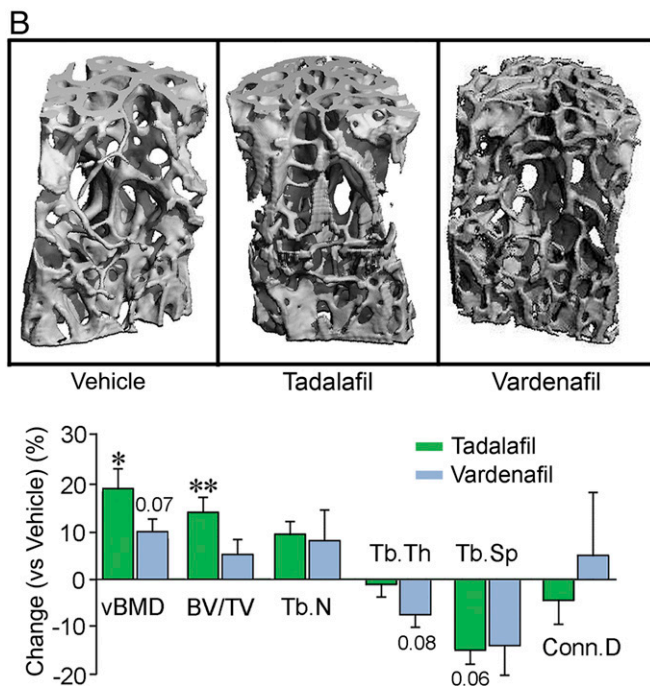 B
Vehicle Tadalafil Vardenafil
Change (vs Vehicle) (%)
30
20
10
0
-10
-20
Tadalafil
Vardenafil
* 0.07 **
Tb.Th Tb.Sp
vBMD BV/TV Tb.N
0.08 0.06 Conn.D